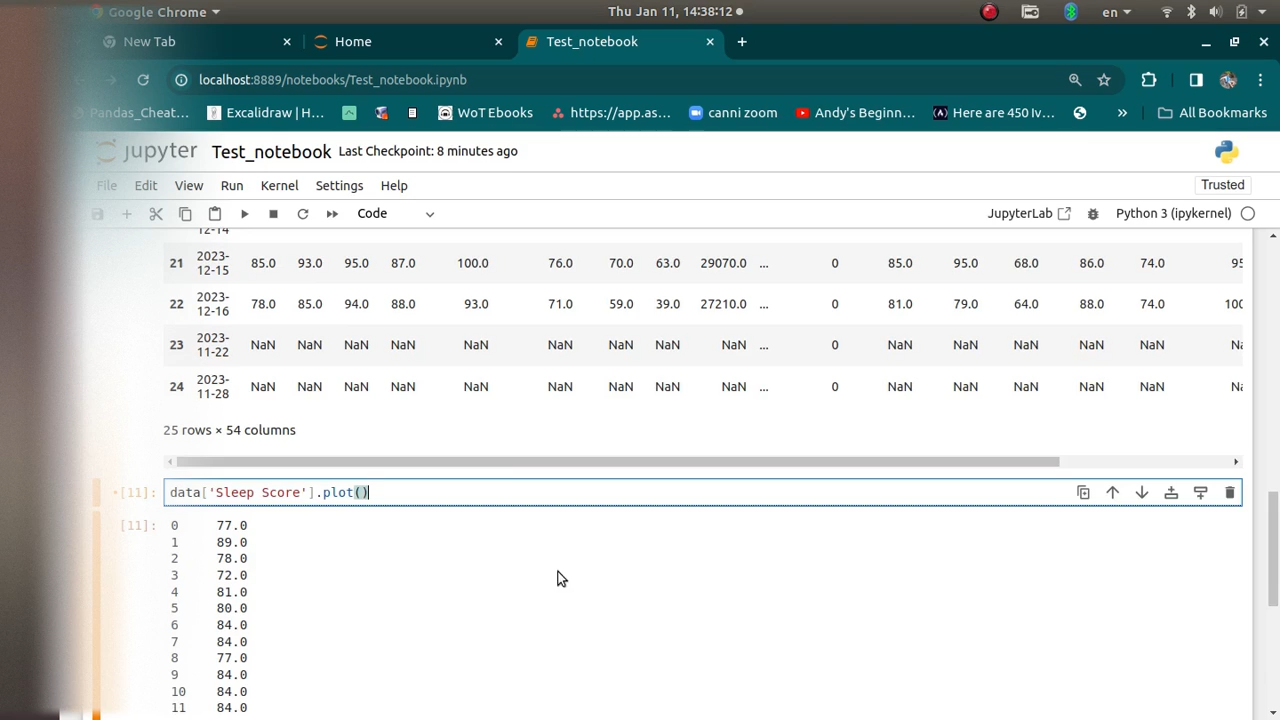 Google Chrome Thu Jan 11, 14:38:12 en
New Tab Home Test_notebook
localhost:8889/notebooks/Test_notebook.ipynb
Pandas_Cheat... Excalidraw | H... WoT Ebooks https://app.as... canni zoom Andy's Beginn... Here are 450 Iv... » All Bookmarks
jupyter Test_notebook Last Checkpoint: 8 minutes ago
File Edit View Run Kernel Settings Help Trusted
Code JupyterLab Python 3 (ipykernel)
12-14
21 2023-12-15 85.0 93.0 95.0 87.0 100.0 76.0 70.0 63.0 29070.0 ... 0 85.0 95.0 68.0 86.0 74.0 95
22 2023-12-16 78.0 85.0 94.0 88.0 93.0 71.0 59.0 39.0 27210.0 ... 0 81.0 79.0 64.0 88.0 74.0 100
23 2023-11-22 NaN NaN NaN NaN NaN NaN NaN NaN NaN ... 0 NaN NaN NaN NaN NaN Na
24 2023-11-28 NaN NaN NaN NaN NaN NaN NaN NaN NaN ... 0 NaN NaN NaN NaN NaN Na
25 rows × 54 columns
[11]: data['Sleep Score'].plot()
[11]: 0 77.0
1 89.0
2 78.0
3 72.0
4 81.0
5 80.0
6 84.0
7 84.0
8 77.0
9 84.0
10 84.0
11 84.0